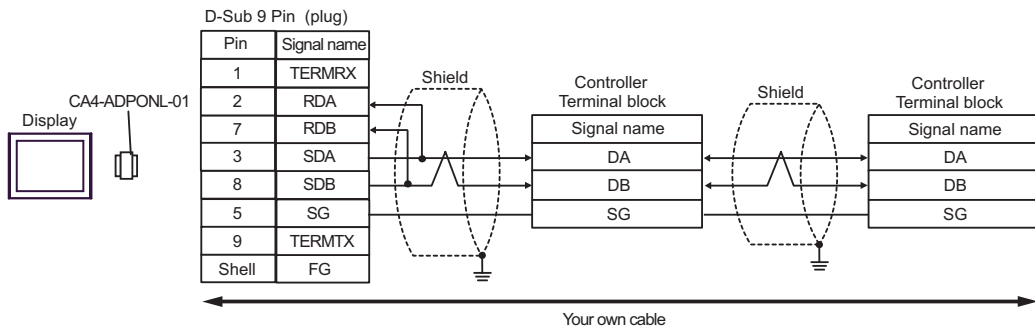 D-Sub 9 Pin (plug)
Pin Signal name
1 TERMRX
2 RDA
7 RDB
3 SDA
8 SDB
5 SG
9 TERMTX
Shell FG
CA4-ADPONL-01
Display
Shield
Controller
Terminal block
Signal name
DA
DB
SG
Shield
Controller
Terminal block
Signal name
DA
DB
SG
Your own cable